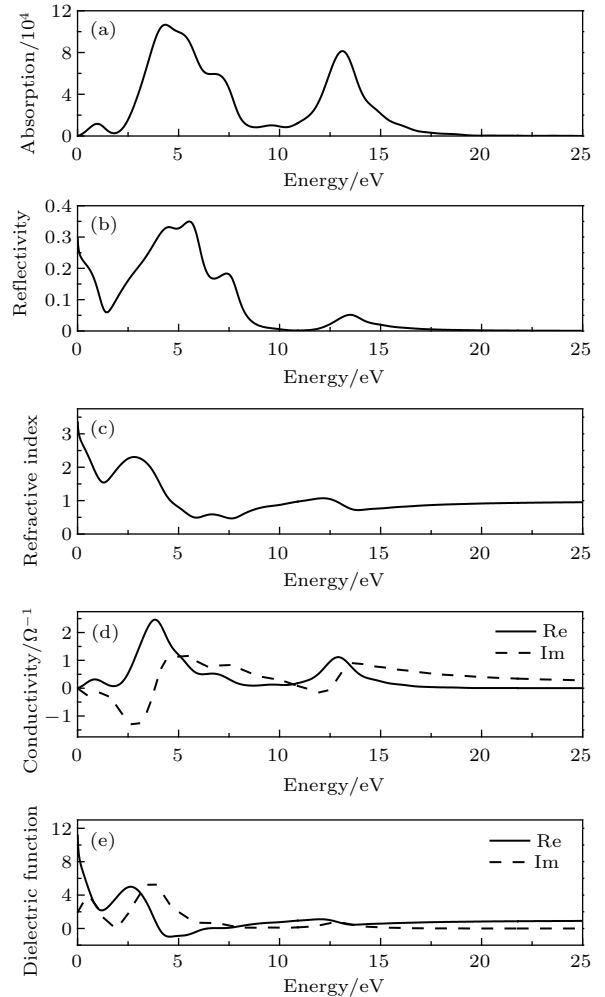 (a)
Absorption/10⁴
12
8
4
0
0 5 10 15 20 25
Energy/eV
(b)
Reflectivity
0.4
0.3
0.2
0.1
0
0 5 10 15 20 25
Energy/eV
(c)
Refractive index
3
2
1
0
0 5 10 15 20 25
Energy/eV
(d)
Conductivity/Ω⁻¹
2
1
0
−1
Re
Im
0 5 10 15 20 25
Energy/eV
(e)
Dielectric function
12
8
4
0
Re
Im
0 5 10 15 20 25
Energy/eV